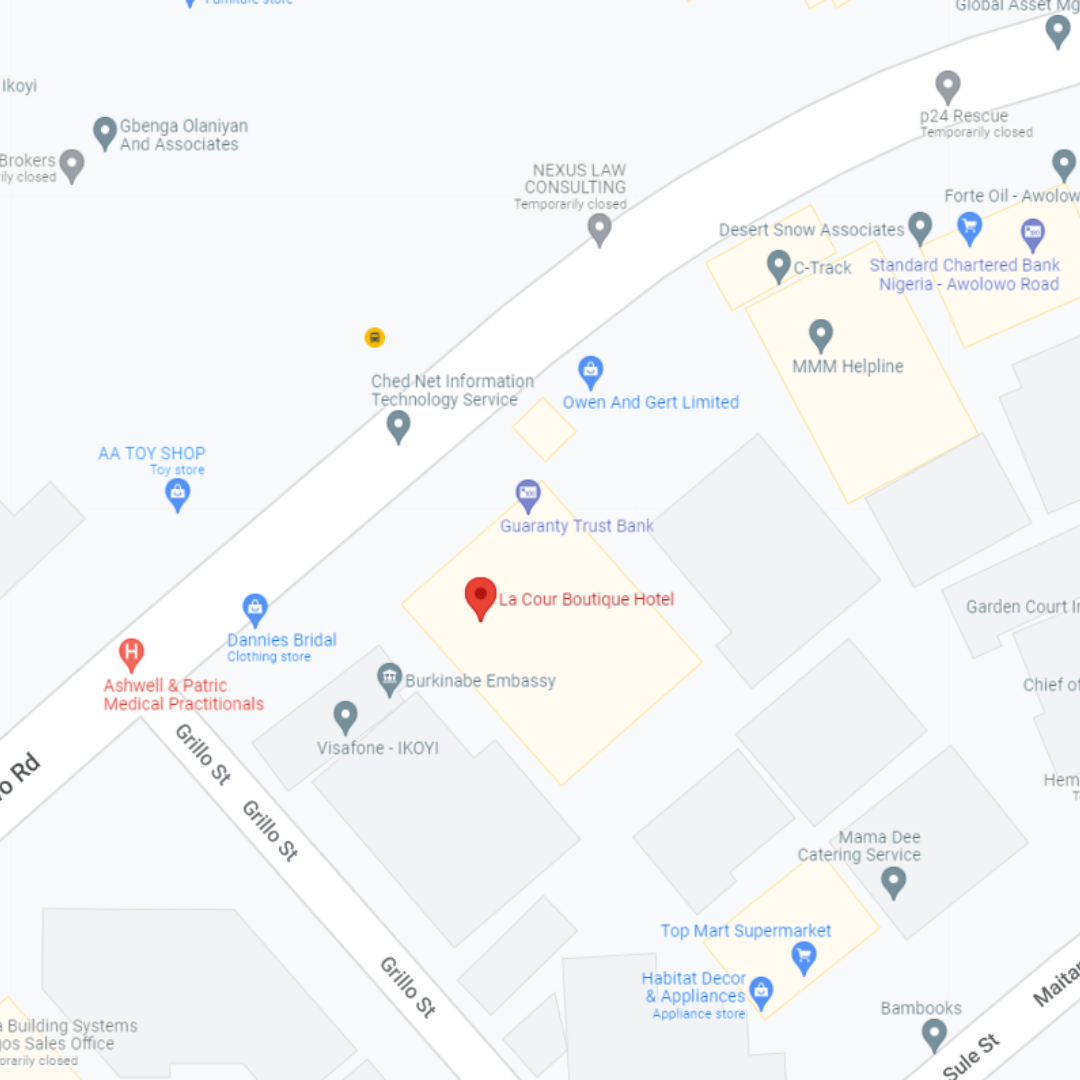 Furniture store
Global Asset Mg
Ikoyi
Gbenga Olaniyan
And Associates
Brokers
ily closed
p24 Rescue
Temporarily closed
NEXUS LAW
CONSULTING
Temporarily closed
Forte Oil - Awolow
Desert Snow Associates
C-Track
Standard Chartered Bank
Nigeria - Awolowo Road
MMM Helpline
Ched Net Information
Technology Service
Owen And Gert Limited
AA TOY SHOP
Toy store
Guaranty Trust Bank
La Cour Boutique Hotel
Garden Court I
Dannies Bridal
Clothing store
H
Ashwell & Patric
Medical Practitionals
Burkinabe Embassy
Chief of
Visafone - IKOYI
o Rd
Grillo St
Grillo St
Hem
T
Mama Dee
Catering Service
Top Mart Supermarket
Grillo St
Habitat Decor
& Appliances
Appliance store
Maitam
Bambooks
Sule St
a Building Systems
gos Sales Office
orarily closed